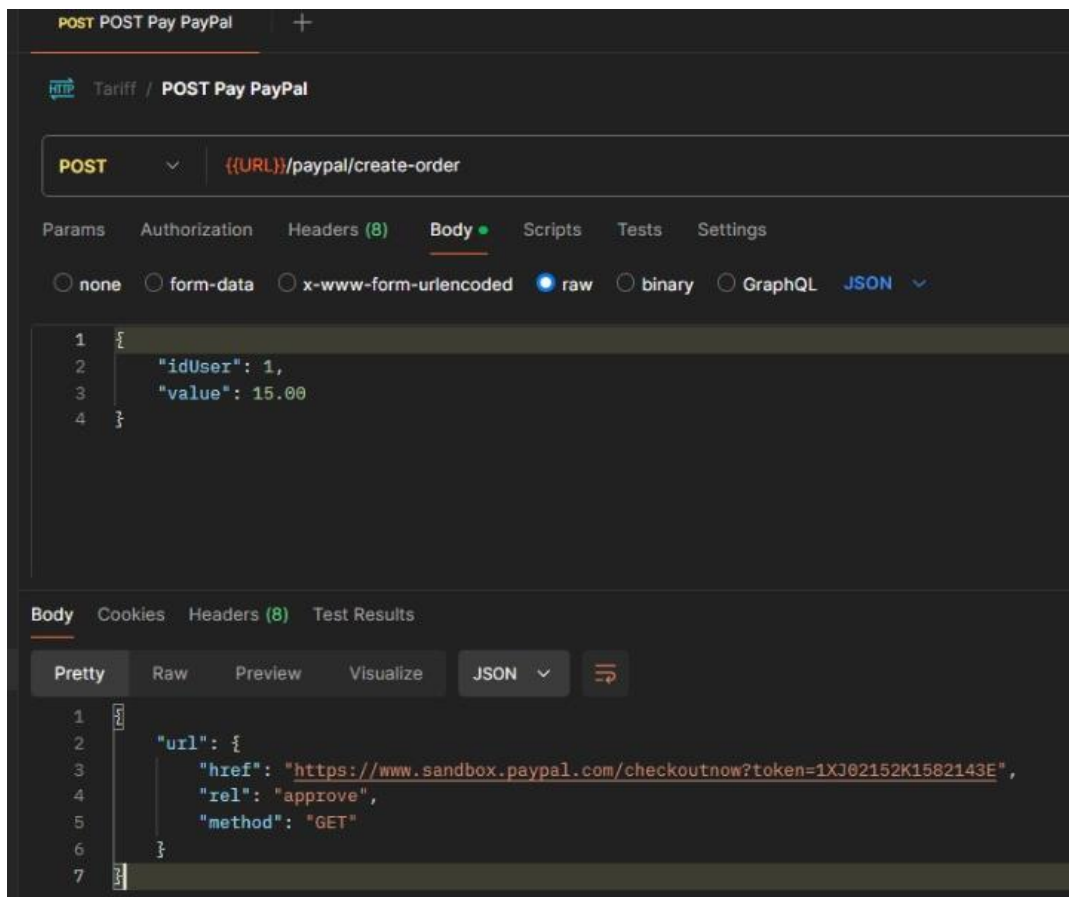 POST POST Pay PayPal +
HTTP Tariff / POST Pay PayPal
POST {{URL}}/paypal/create-order
Params Authorization Headers (8) Body Scripts Tests Settings
none form-data x-www-form-urlencoded raw binary GraphQL JSON
1 {
2 "idUser": 1,
3 "value": 15.00
4 }
Body Cookies Headers (8) Test Results
Pretty Raw Preview Visualize JSON
1 {
2 "url": {
3 "href": "https://www.sandbox.paypal.com/checkoutnow?token=1XJ02152K1582143E",
4 "rel": "approve",
5 "method": "GET"
6 }
7 }